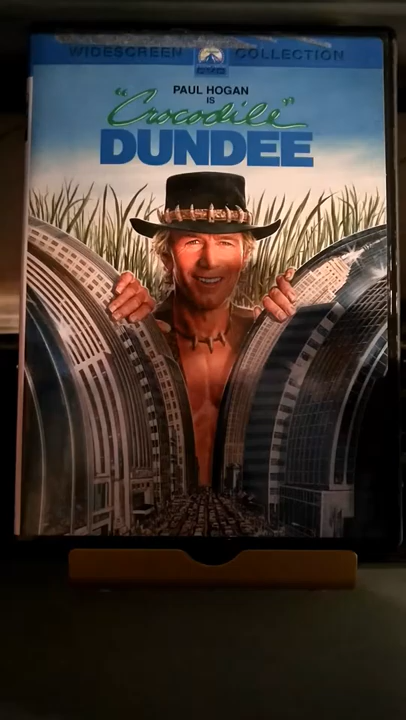 WIDESCREEN COLLECTION
PAUL HOGAN
IS
"Crocodile"
DUNDEE